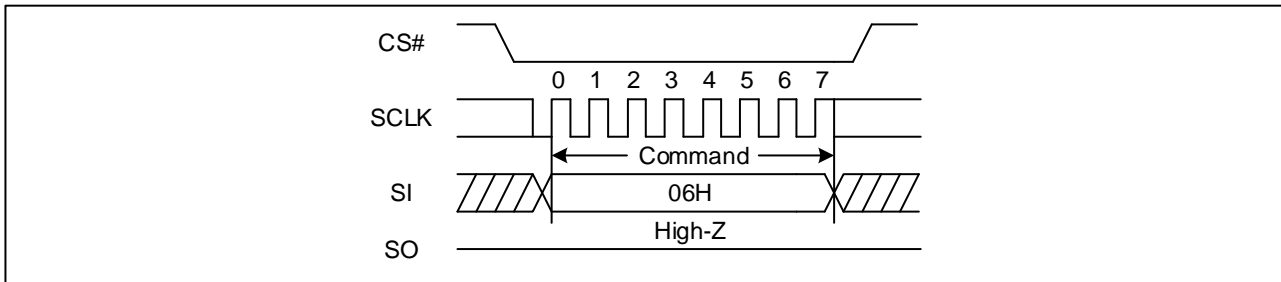 CS#
0 1 2 3 4 5 6 7
SCLK
Command
SI
06H
High-Z
SO